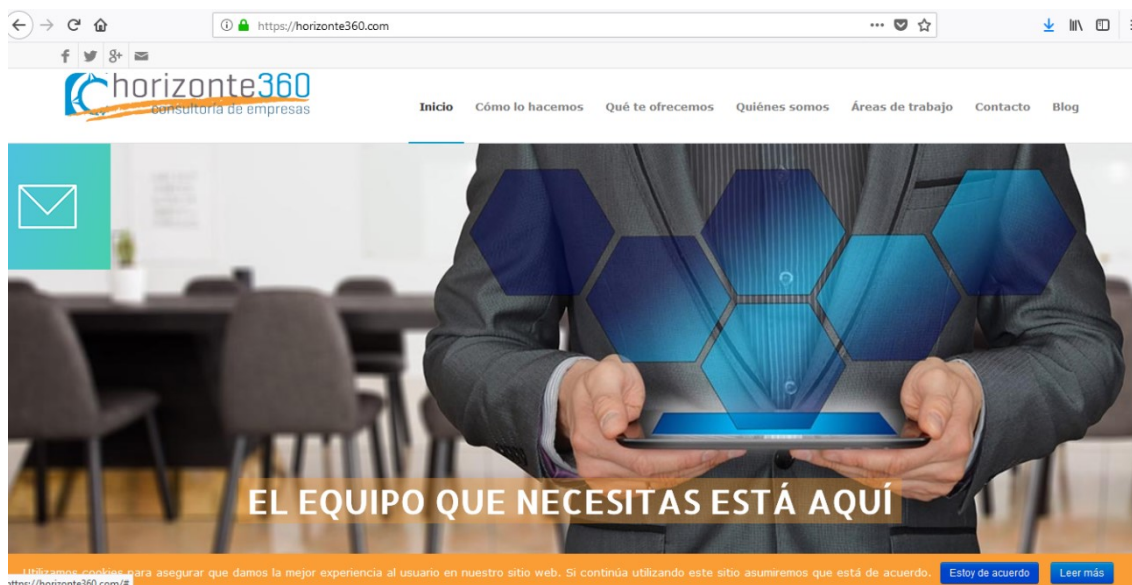 https://horizonte360.com
f 8+
horizonte360
consultoría de empresas
Inicio Cómo lo hacemos Qué te ofrecemos Quiénes somos Áreas de trabajo Contacto Blog
EL EQUIPO QUE NECESITAS ESTÁ AQUÍ
Utilizamos cookies para asegurar que damos la mejor experiencia al usuario en nuestro sitio web. Si continúa utilizando este sitio asumiremos que está de acuerdo. Estoy de acuerdo Leer más
https://horizonte360.com/#